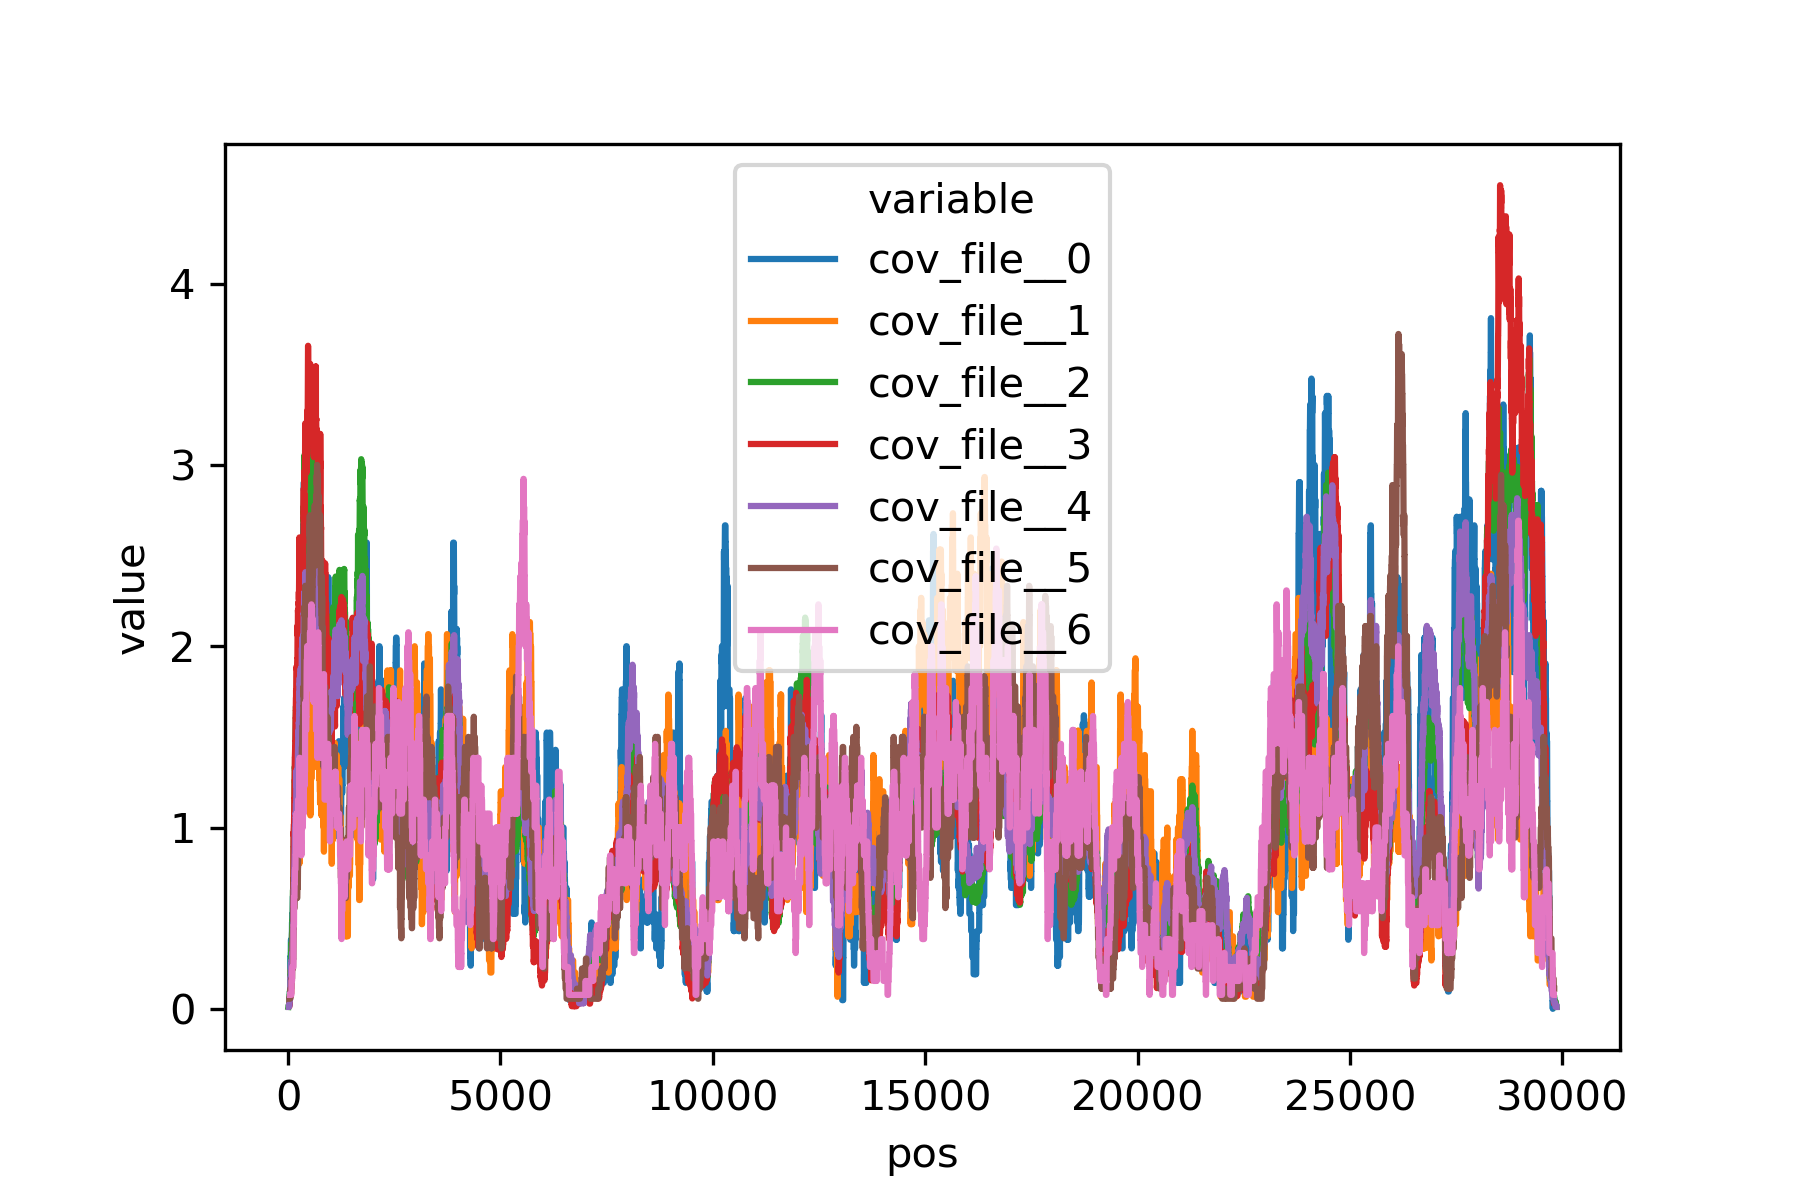 variable
cov_file__0
cov_file__1
cov_file__2
cov_file__3
cov_file__4
cov_file__5
cov_file__6
value
4
3
2
1
0
0 5000 10000 15000 20000 25000 30000
pos